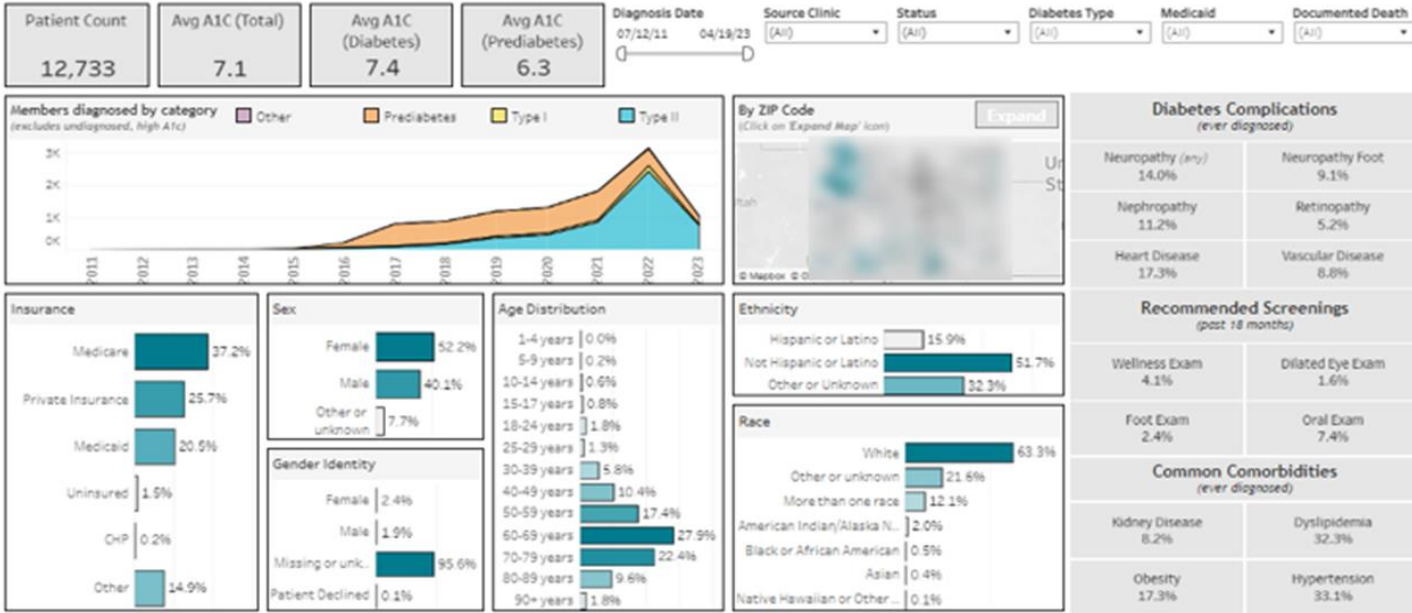 Patient Count
12,733
Avg A1C (Total)
7.1
Avg A1C
(Diabetes)
7.4
Avg A1C
(Prediabetes)
6.3
Diagnosis Date
07/12/11 04/19/23
Source Clinic
(All)
Status
(All)
Diabetes Type
(All)
Medicaid
(All)
Documented Death
(All)
Members diagnosed by category
(excludes undiagnosed, high A1c)
Other
Prediabetes
Type I
Type II
3K
2K
1K
0K
2011
2012
2013
2014
2015
2016
2017
2018
2019
2020
2021
2022
2023
By ZIP Code
(Click on 'Expand Map' icon)
Expand
Un
St
tah
© Mapbox © O
Diabetes Complications
(ever diagnosed)
Neuropathy (any)
14.0%
Neuropathy Foot
9.1%
Nephropathy
11.2%
Retinopathy
5.2%
Heart Disease
17.3%
Vascular Disease
8.8%
Insurance
Medicare 37.2%
Private Insurance 25.7%
Medicaid 20.5%
Uninsured 1.5%
CHP 0.2%
Other 14.9%
Sex
Female 52.2%
Male 40.1%
Other or
unknown 7.7%
Gender Identity
Female 2.4%
Male 1.9%
Missing or unk.. 95.6%
Patient Declined 0.1%
Age Distribution
1-4 years 0.0%
5-9 years 0.2%
10-14 years 0.6%
15-17 years 0.8%
18-24 years 1.8%
25-29 years 1.3%
30-39 years 5.8%
40-49 years 10.4%
50-59 years 17.4%
60-69 years 27.9%
70-79 years 22.4%
80-89 years 9.6%
90+ years 1.8%
Ethnicity
Hispanic or Latino 15.9%
Not Hispanic or Latino 51.7%
Other or Unknown 32.3%
Race
White 63.3%
Other or unknown 21.6%
More than one race 12.1%
American Indian/Alaska N.. 2.0%
Black or African American 0.5%
Asian 0.4%
Native Hawaiian or Other .. 0.1%
Recommended Screenings
(past 18 months)
Wellness Exam
4.1%
Dilated Eye Exam
1.6%
Foot Exam
2.4%
Oral Exam
7.4%
Common Comorbidities
(ever diagnosed)
Kidney Disease
8.2%
Dyslipidemia
32.3%
Obesity
17.3%
Hypertension
33.1%